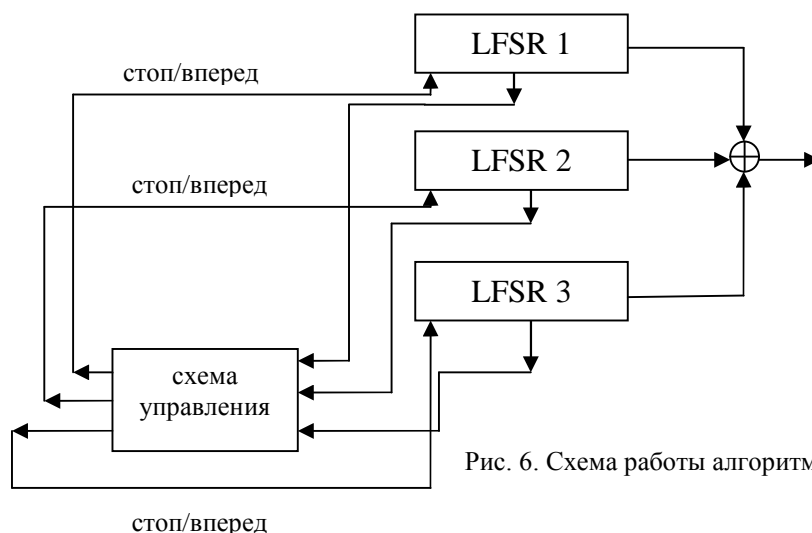 LFSR 1
стоп/вперед
LFSR 2
стоп/вперед
LFSR 3
схема
управления
Рис. 6. Схема работы алгоритм
стоп/вперед